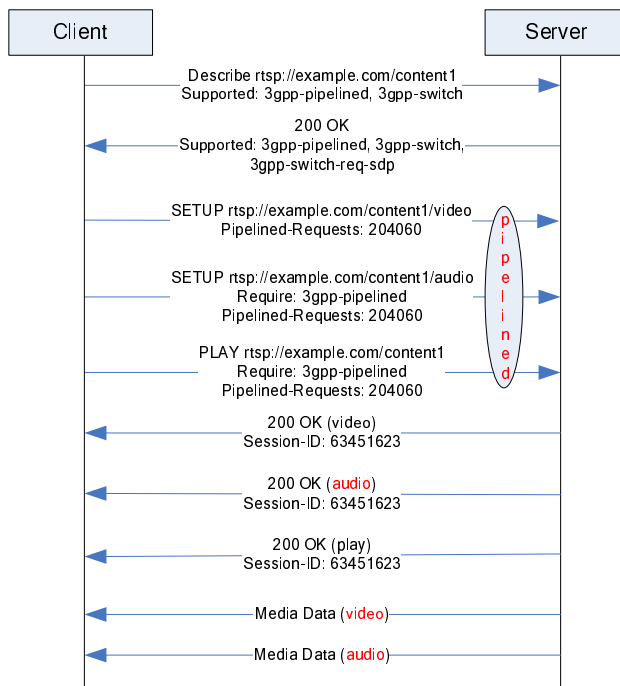 Client
Server
Describe rtsp://example.com/content1
Supported: 3gpp-pipelined, 3gpp-switch
200 OK
Supported: 3gpp-pipelined, 3gpp-switch,
3gpp-switch-req-sdp
SETUP rtsp://example.com/content1/video
Pipelined-Requests: 204060
SETUP rtsp://example.com/content1/audio
Require: 3gpp-pipelined
Pipelined-Requests: 204060
PLAY rtsp://example.com/content1
Require: 3gpp-pipelined
Pipelined-Requests: 204060
pipelined
200 OK (video)
Session-ID: 63451623
200 OK (audio)
Session-ID: 63451623
200 OK (play)
Session-ID: 63451623
Media Data (video)
Media Data (audio)